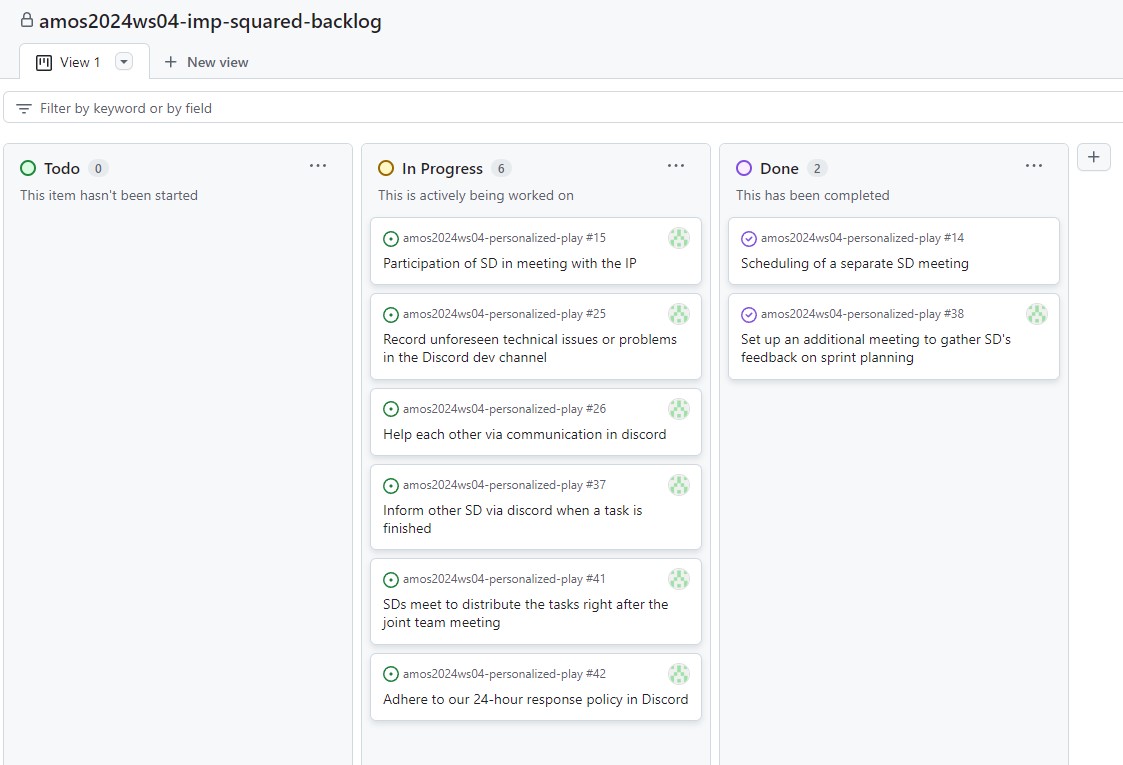 amos2024ws04-imp-squared-backlog
View 1
New view
Filter by keyword or by field
Todo 0
This item hasn't been started
In Progress 6
This is actively being worked on
amos2024ws04-personalized-play #15
Participation of SD in meeting with the IP
amos2024ws04-personalized-play #25
Record unforeseen technical issues or problems
in the Discord dev channel
amos2024ws04-personalized-play #26
Help each other via communication in discord
amos2024ws04-personalized-play #37
Inform other SD via discord when a task is
finished
amos2024ws04-personalized-play #41
SDs meet to distribute the tasks right after the
joint team meeting
amos2024ws04-personalized-play #42
Adhere to our 24-hour response policy in Discord
Done 2
This has been completed
amos2024ws04-personalized-play #14
Scheduling of a separate SD meeting
amos2024ws04-personalized-play #38
Set up an additional meeting to gather SD's
feedback on sprint planning